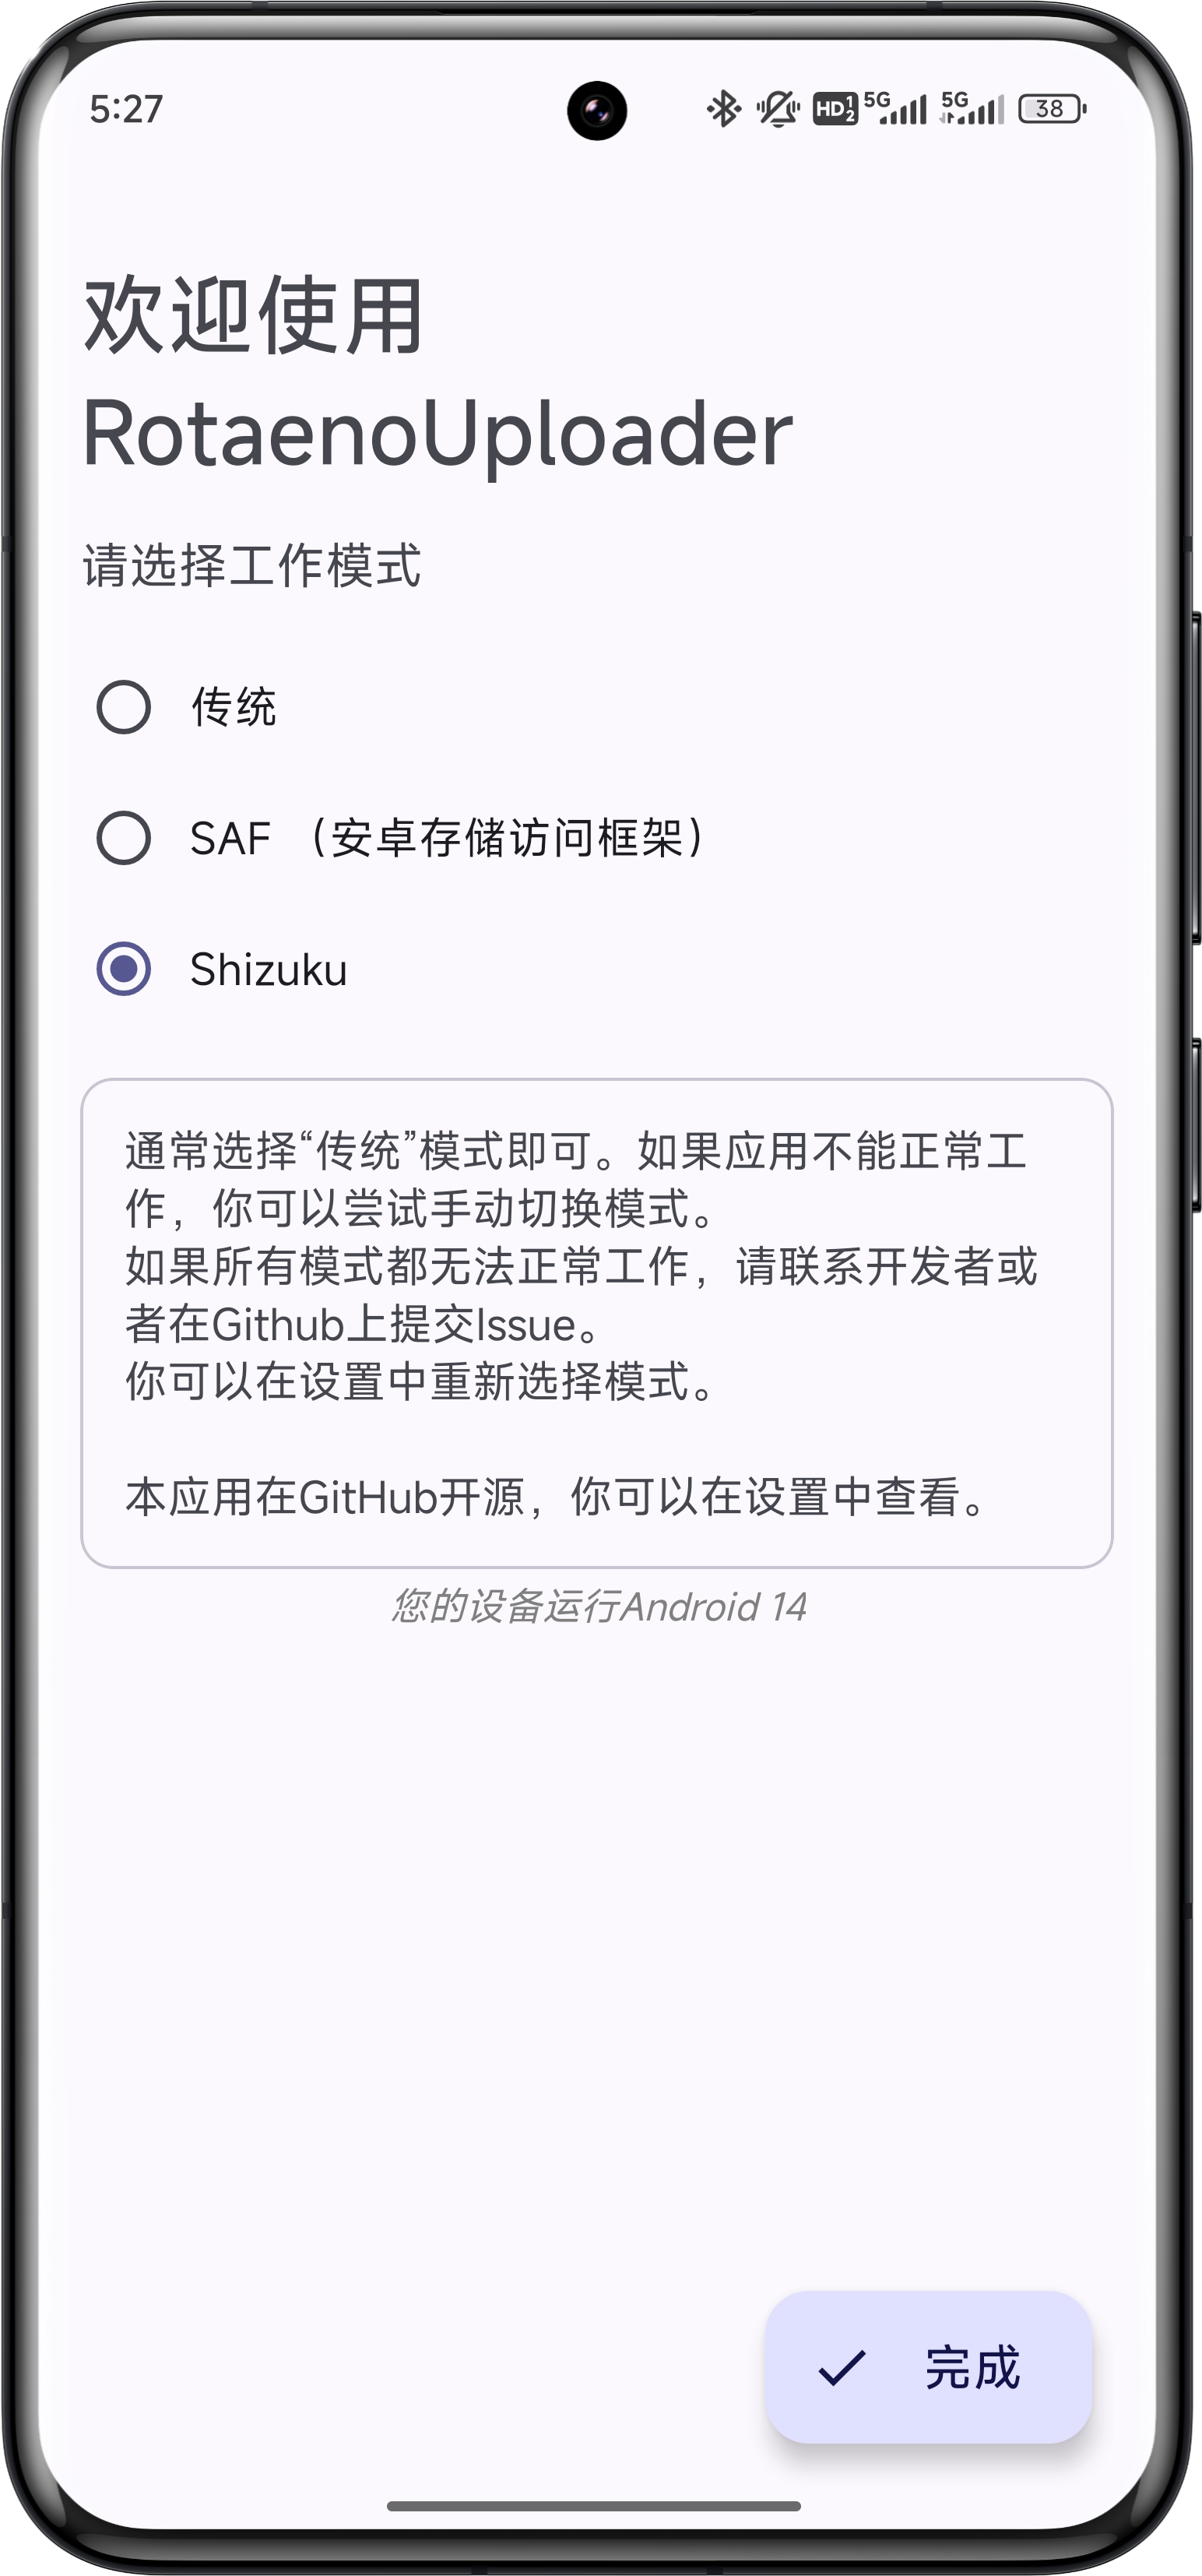 5:27
HD 1 2 5G 5G 38
欢迎使用
RotaenoUploader
请选择工作模式
传统
SAF （安卓存储访问框架）
Shizuku
通常选择“传统”模式即可。如果应用不能正常工
作，你可以尝试手动切换模式。
如果所有模式都无法正常工作，请联系开发者或
者在Github上提交Issue。
你可以在设置中重新选择模式。
本应用在GitHub开源，你可以在设置中查看。
您的设备运行Android 14
完成